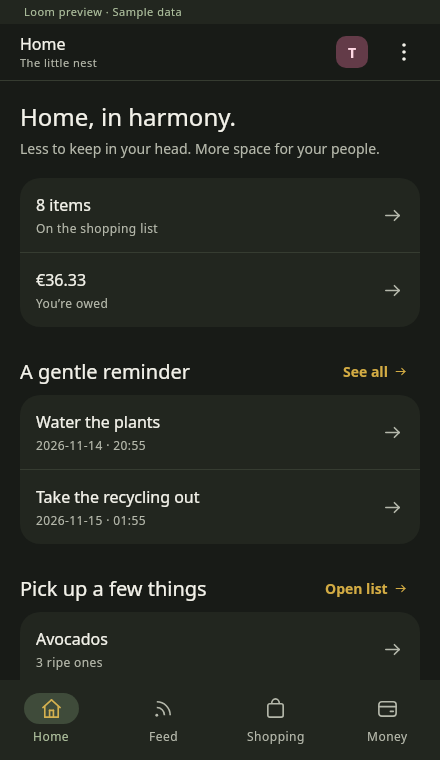 Loom preview · Sample data
Home
The little nest
T
Home, in harmony.
Less to keep in your head. More space for your people.
8 items
On the shopping list
€36.33
You’re owed
A gentle reminder
See all
Water the plants
2026-11-14 · 20:55
Take the recycling out
2026-11-15 · 01:55
Pick up a few things
Open list
Avocados
3 ripe ones
Home
Feed
Shopping
Money